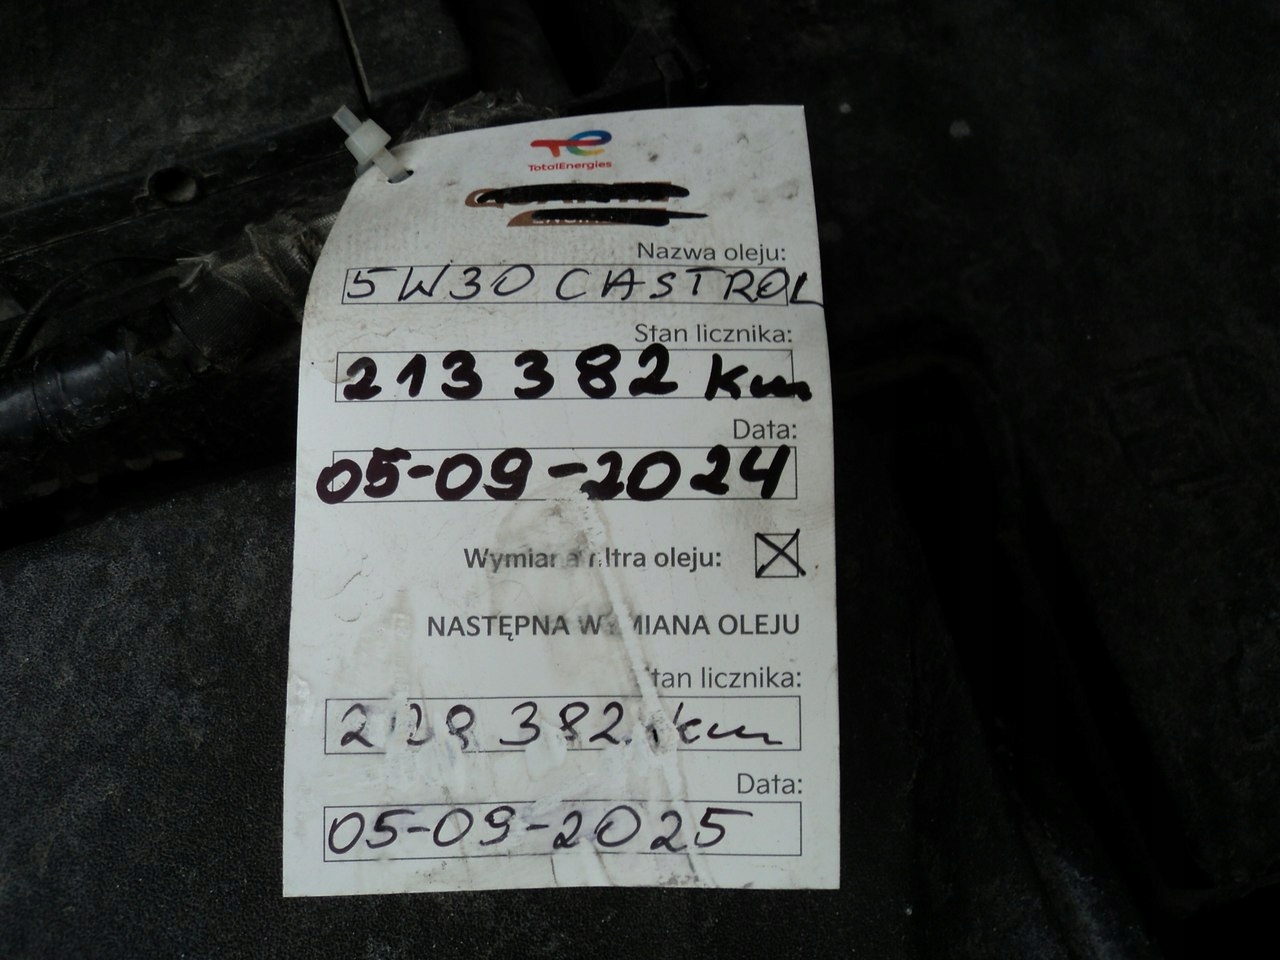 TotalEnergies
Nazwa oleju:
5W30 CASTROL
Stan licznika:
213 382 km
Data:
05-09-2024
Wymiana filtra oleju:
NASTĘPNA WYMIANA OLEJU
Stan licznika:
228 382 km
Data:
05-09-2025